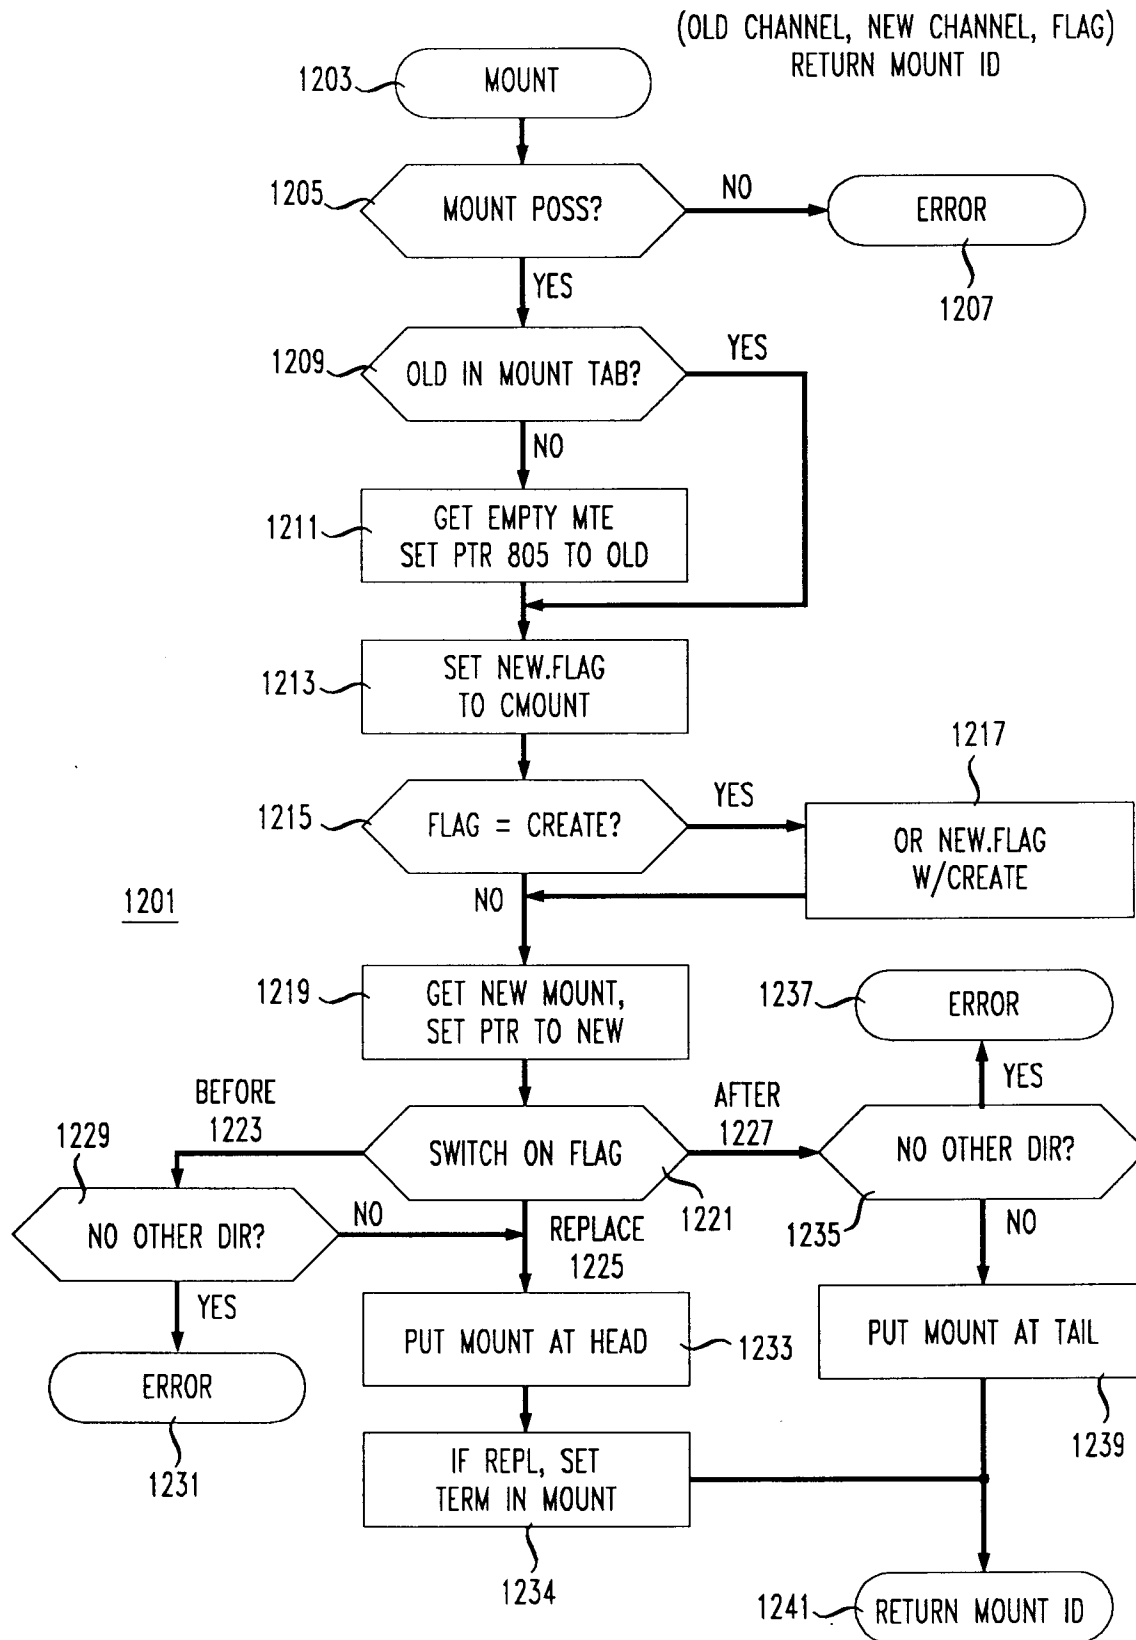 (OLD CHANNEL, NEW CHANNEL, FLAG)
RETURN MOUNT ID
1203
MOUNT
1205
MOUNT POSS?
NO
ERROR
1207
YES
1209
OLD IN MOUNT TAB?
YES
NO
1211
GET EMPTY MTE
SET PTR 805 TO OLD
1213
SET NEW.FLAG
TO CMOUNT
1215
FLAG = CREATE?
YES
1217
OR NEW.FLAG
W/CREATE
NO
1201
1219
GET NEW MOUNT,
SET PTR TO NEW
1237
ERROR
YES
BEFORE
1223
SWITCH ON FLAG
1221
AFTER
1227
NO OTHER DIR?
1235
NO
1229
NO OTHER DIR?
NO
REPLACE
1225
YES
ERROR
1231
PUT MOUNT AT HEAD
1233
PUT MOUNT AT TAIL
1239
IF REPL, SET
TERM IN MOUNT
1234
1241
RETURN MOUNT ID